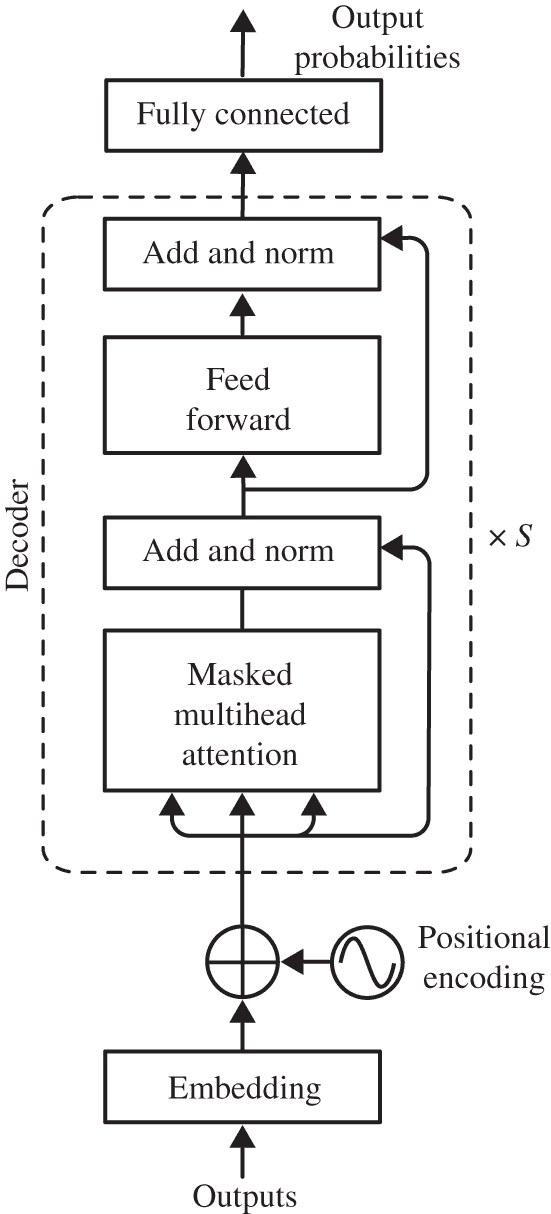 Output
probabilities
Fully connected
Add and norm
Feed
forward
Decoder
Add and norm
× S
Masked
multihead
attention
Positional
encoding
Embedding
Outputs